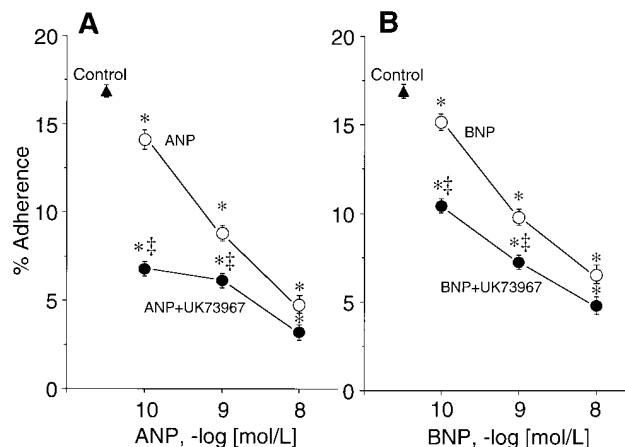 A
B
20
15
10
5
0
% Adherence
Control
*
ANP
*
*‡
*‡
*
*
ANP+UK73967
10 9 8
ANP, -log [mol/L]
20
15
10
5
0
Control
*
BNP
*‡
*
*‡
*
*
BNP+UK73967
10 9 8
BNP, -log [mol/L]